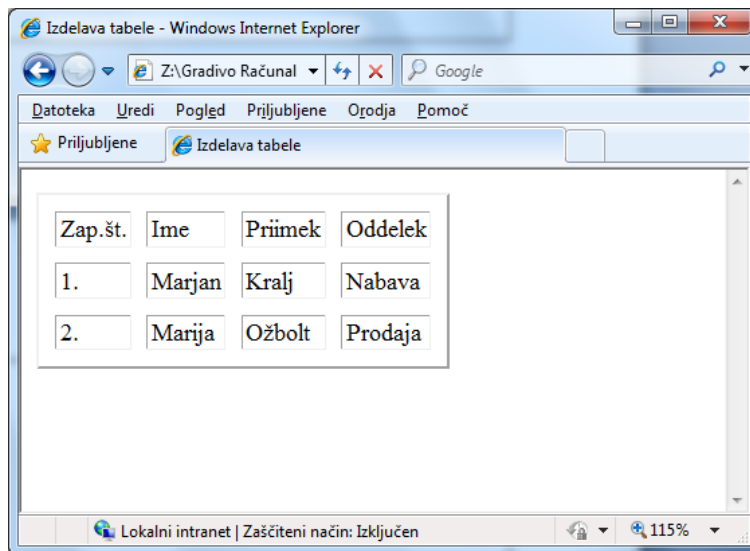 Izdelava tabele - Windows Internet Explorer
Z:\Gradivo Računal
Google
Datoteka Uredi Pogled Priljubljene Orodja Pomoč
Priljubljene Izdelava tabele
Zap.št. Ime Priimek Oddelek
1. Marjan Kralj Nabava
2. Marija Ožbolt Prodaja
Lokalni intranet | Zaščiteni način: Izključen 115%